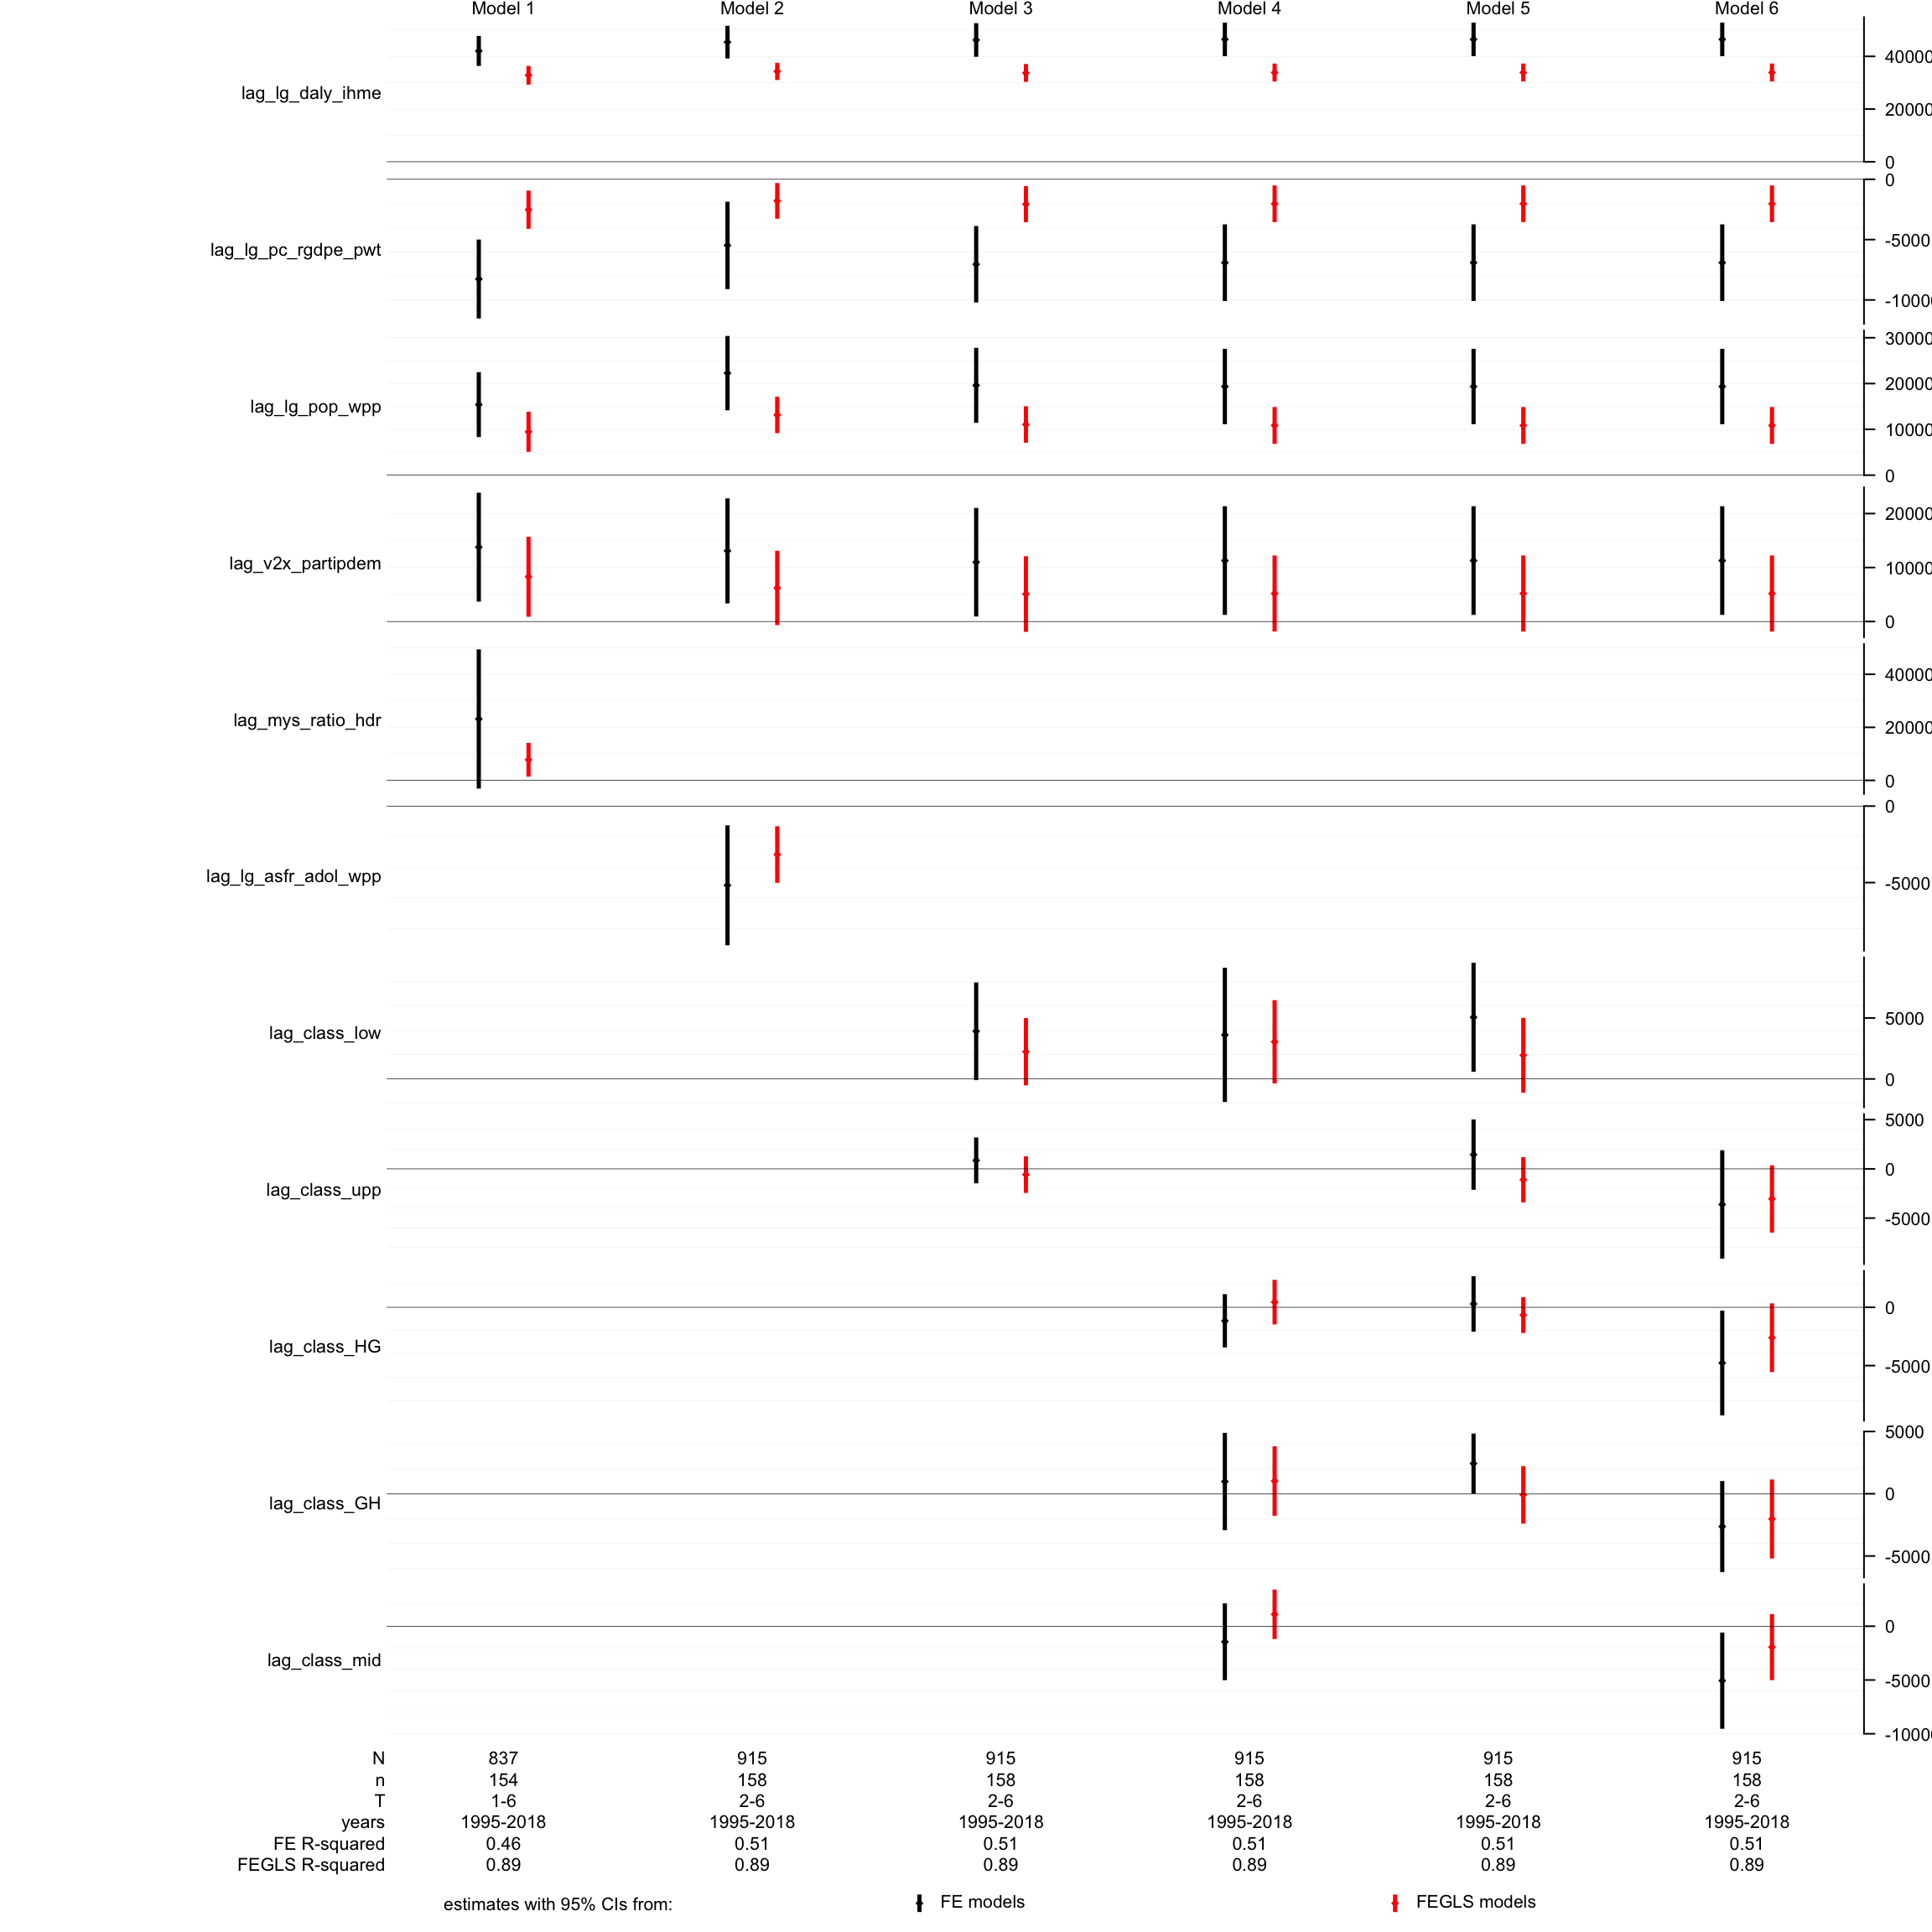 Model 1 Model 2 Model 3 Model 4 Model 5 Model 6
40000
lag_lg_daly_ihme
20000
0
0
lag_lg_pc_rgdpe_pwt
-5000
-10000
30000
20000
lag_lg_pop_wpp
10000
0
20000
lag_v2x_partipdem
10000
0
40000
lag_mys_ratio_hdr
20000
0
0
lag_lg_asfr_adol_wpp
-5000
5000
lag_class_low
0
5000
0
lag_class_upp
-5000
0
lag_class_HG
-5000
5000
lag_class_GH
0
-5000
0
lag_class_mid
-5000
-10000
N 837 915 915 915 915 915
n 154 158 158 158 158 158
T 1-6 2-6 2-6 2-6 2-6 2-6
years 1995-2018 1995-2018 1995-2018 1995-2018 1995-2018 1995-2018
FE R-squared 0.46 0.51 0.51 0.51 0.51 0.51
FEGLS R-squared 0.89 0.89 0.89 0.89 0.89 0.89
estimates with 95% CIs from: FE models FEGLS models